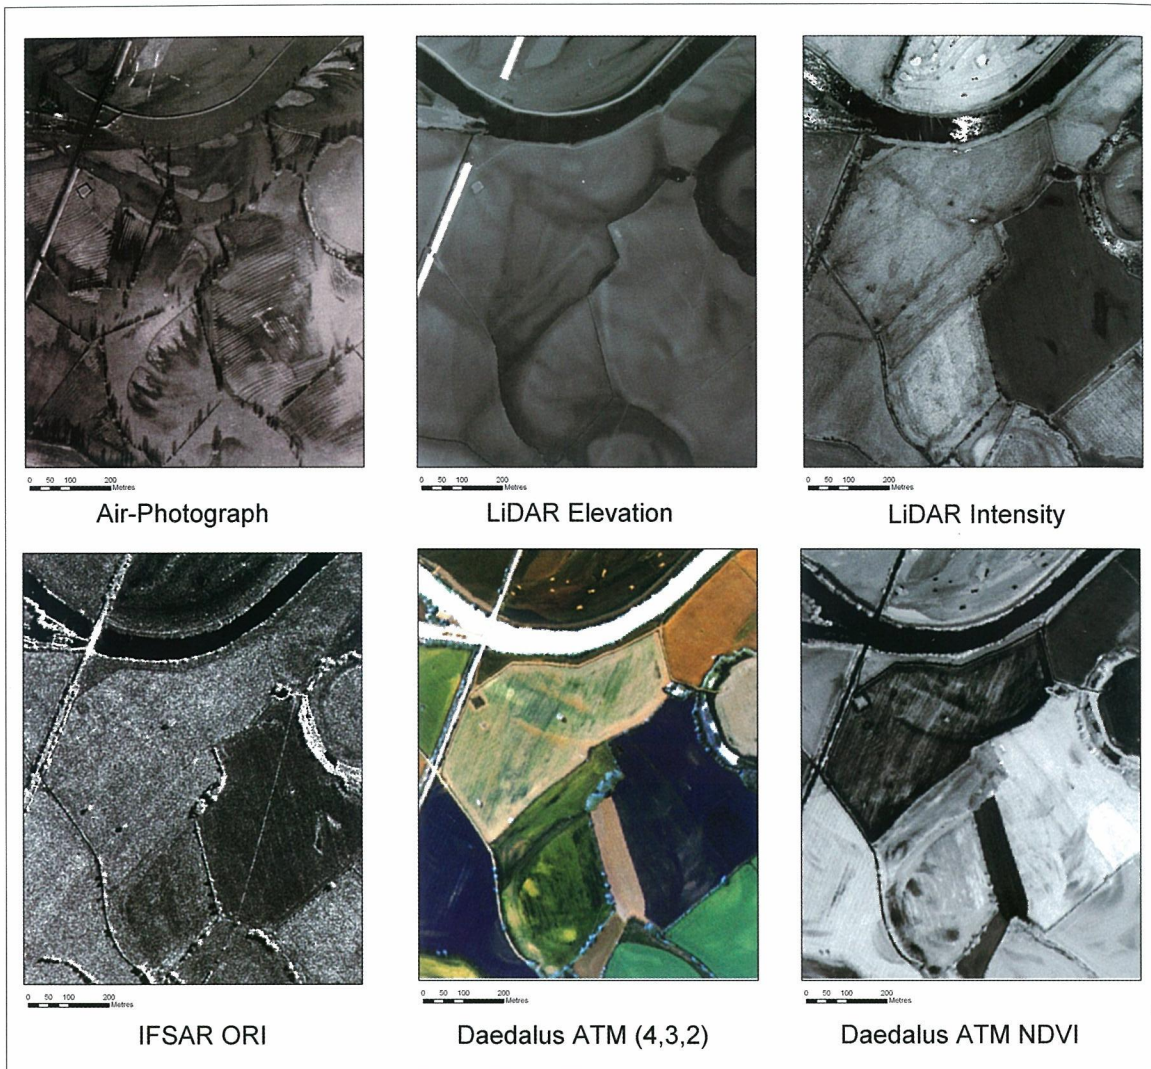 0 50 100 200
Metres
0 50 100 200
Metres
0 50 100 200
Metres
Air-Photograph
LiDAR Elevation
LiDAR Intensity
0 50 100 200
Metres
0 50 100 200
Metres
0 50 100 200
Metres
IFSAR ORI
Daedalus ATM (4,3,2)
Daedalus ATM NDVI